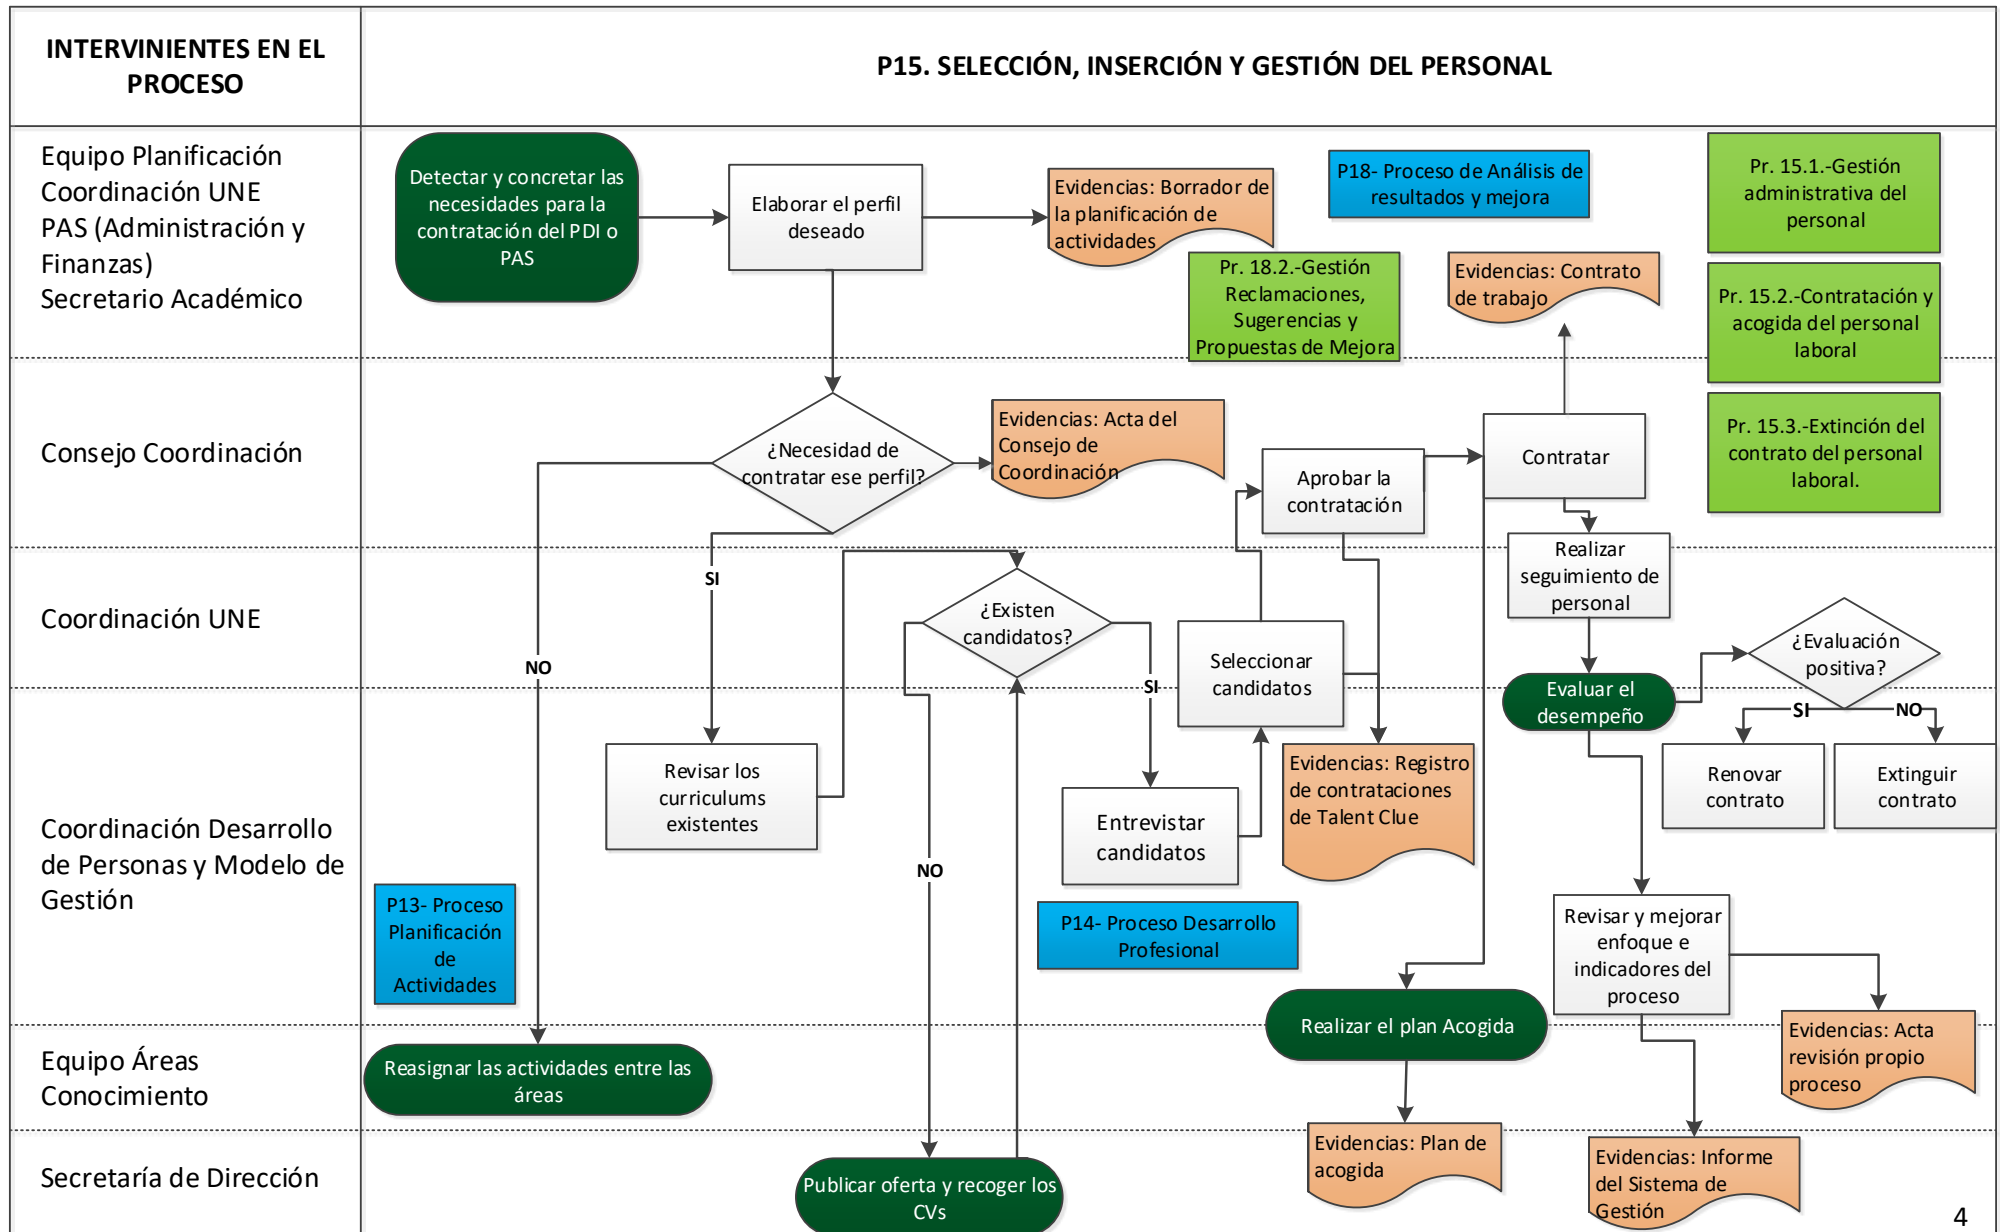 INTERVINIENTES EN EL
PROCESO
P15. SELECCIÓN, INSERCIÓN Y GESTIÓN DEL PERSONAL
Equipo Planificación
Coordinación UNE
PAS (Administración y
Finanzas)
Secretario Académico
Detectar y concretar las
necesidades para la
contratación del PDI o
PAS
Elaborar el perfil
deseado
Evidencias: Borrador de
la planificación de
actividades
P18- Proceso de Análisis de
resultados y mejora
Pr. 18.2.-Gestión
Reclamaciones,
Sugerencias y
Propuestas de Mejora
Evidencias: Contrato
de trabajo
Pr. 15.1.-Gestión
administrativa del
personal
Pr. 15.2.-Contratación y
acogida del personal
laboral
Pr. 15.3.-Extinción del
contrato del personal
laboral.
Consejo Coordinación
¿Necesidad de
contratar ese perfil?
Evidencias: Acta del
Consejo de
Coordinación
Aprobar la
contratación
Contratar
Coordinación UNE
SI
NO
¿Existen
candidatos?
SI
Seleccionar
candidatos
Realizar
seguimiento de
personal
¿Evaluación
positiva?
Evaluar el
desempeño
SI
NO
Renovar
contrato
Extinguir
contrato
Coordinación Desarrollo
de Personas y Modelo de
Gestión
Revisar los
curriculums
existentes
NO
Entrevistar
candidatos
Evidencias: Registro
de contrataciones
de Talent Clue
P13- Proceso
Planificación
de
Actividades
P14- Proceso Desarrollo
Profesional
Revisar y mejorar
enfoque e
indicadores del
proceso
Realizar el plan Acogida
Equipo Áreas
Conocimiento
Reasignar las actividades entre las
áreas
Evidencias: Acta
revisión propio
proceso
Secretaría de Dirección
Publicar oferta y recoger los
CVs
Evidencias: Plan de
acogida
Evidencias: Informe
del Sistema de
Gestión
4